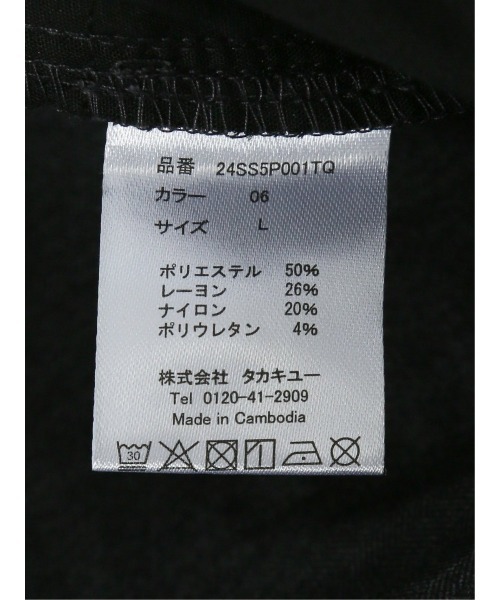 品番 24SS5P001TQ
カラー 06
サイズ L
ポリエステル 50%
レーヨン 26%
ナイロン 20%
ポリウレタン 4%
株式会社 タカキユー
Tel 0120-41-2909
Made in Cambodia
30